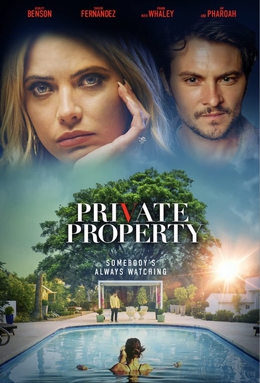 BENSON FERNANDEZ WHALEY PHAROAH
PRIVATE
PROPERTY
SOMEBODY'S
ALWAYS WATCHING